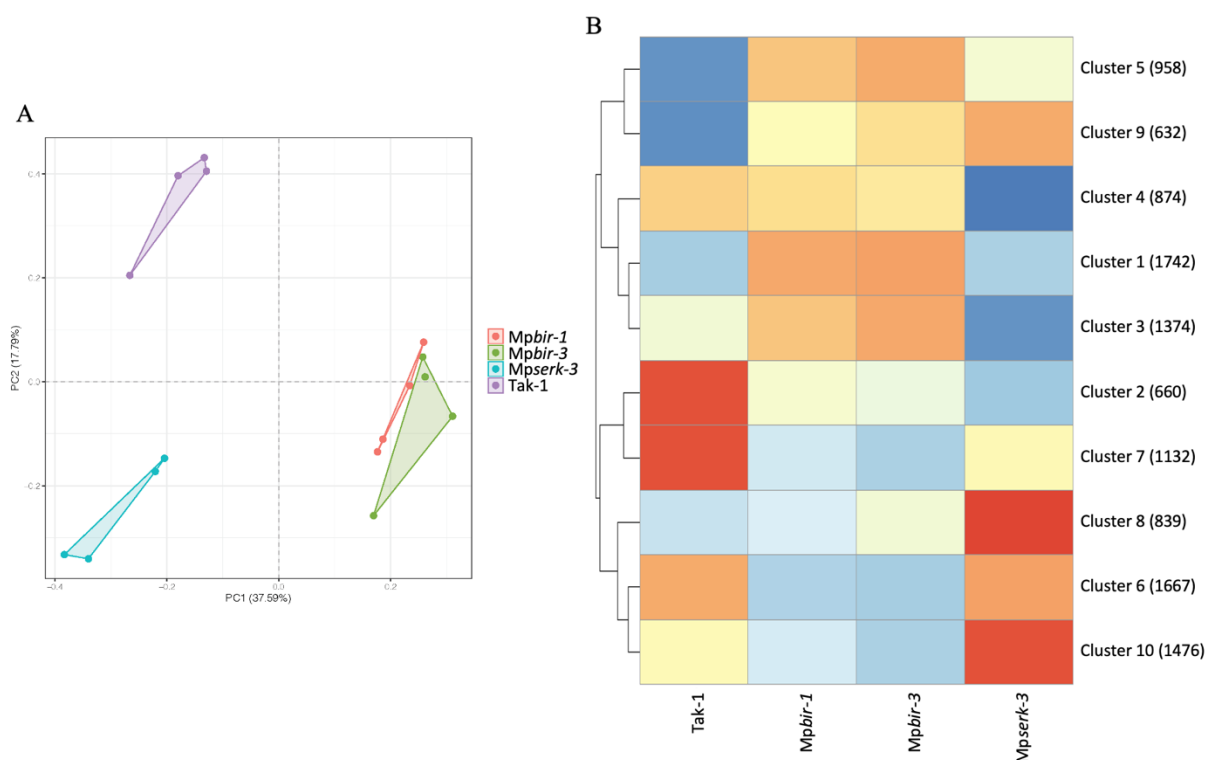 A
0.4
0.2
0.0
-0.2
-0.4
-0.2
0.0
0.2
PC2 (17.79%)
PC1 (37.59%)
Mpbir-1
Mpbir-3
Mpserk-3
Tak-1
B
Cluster 5 (958)
Cluster 9 (632)
Cluster 4 (874)
Cluster 1 (1742)
Cluster 3 (1374)
Cluster 2 (660)
Cluster 7 (1132)
Cluster 8 (839)
Cluster 6 (1667)
Cluster 10 (1476)
Tak-1
Mpbir-1
Mpbir-3
Mpserk-3